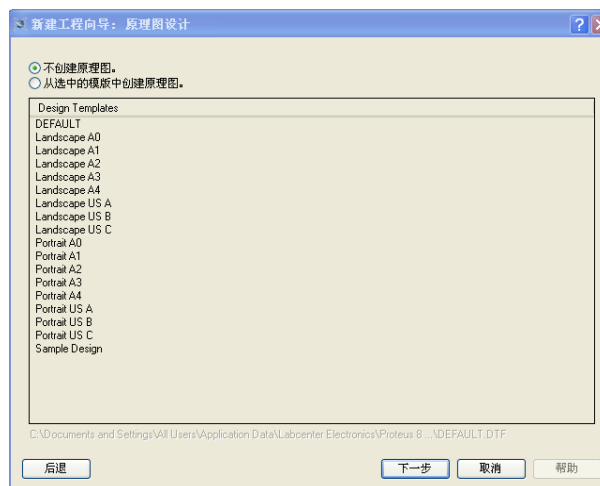 新建工程向导: 原理图设计
不创建原理图。
从选中的模版中创建原理图。
Design Templates
DEFAULT
Landscape A0
Landscape A1
Landscape A2
Landscape A3
Landscape A4
Landscape US A
Landscape US B
Landscape US C
Portrait A0
Portrait A1
Portrait A2
Portrait A3
Portrait A4
Portrait US A
Portrait US B
Portrait US C
Sample Design
C:\Documents and Settings\All Users\Application Data\Labcenter Electronics\Proteus 8 ...\DEFAULT.DTF
后退 下一步 取消 帮助